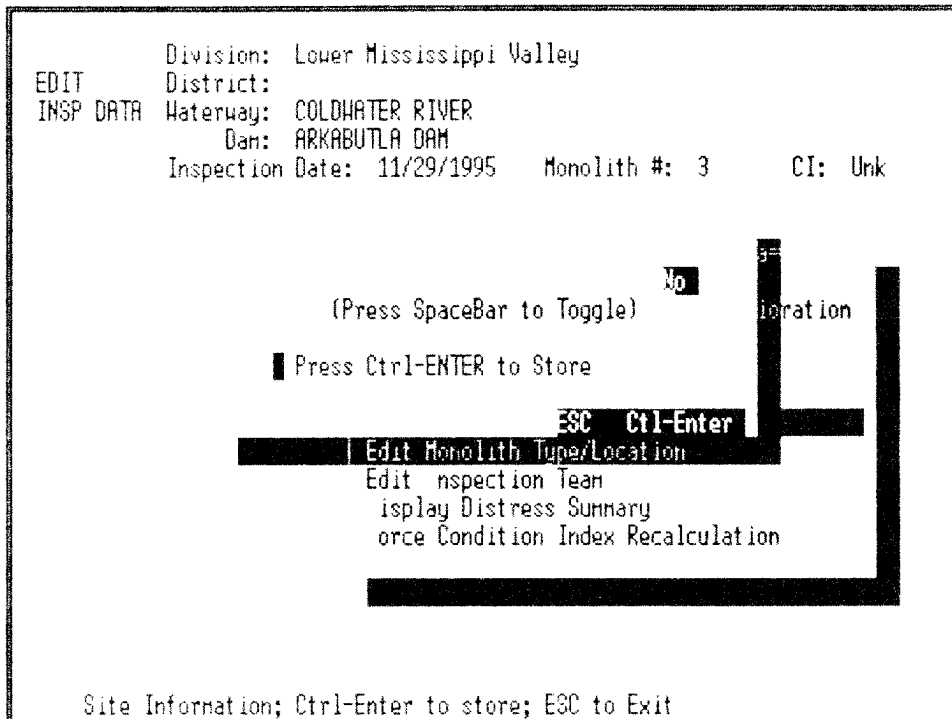 Division: Lower Mississippi Valley
EDIT District:
INSP DATA Waterway: COLDWATER RIVER
Dam: ARKABUTLA DAM
Inspection Date: 11/29/1995 Monolith #: 3 CI: Unk
No
(Press SpaceBar to Toggle) ioration
Press Ctrl-ENTER to Store
ESC Ctl-Enter
Edit Monolith Type/Location
Edit nspection Team
isplay Distress Summary
orce Condition Index Recalculation
Site Information; Ctrl-Enter to store; ESC to Exit